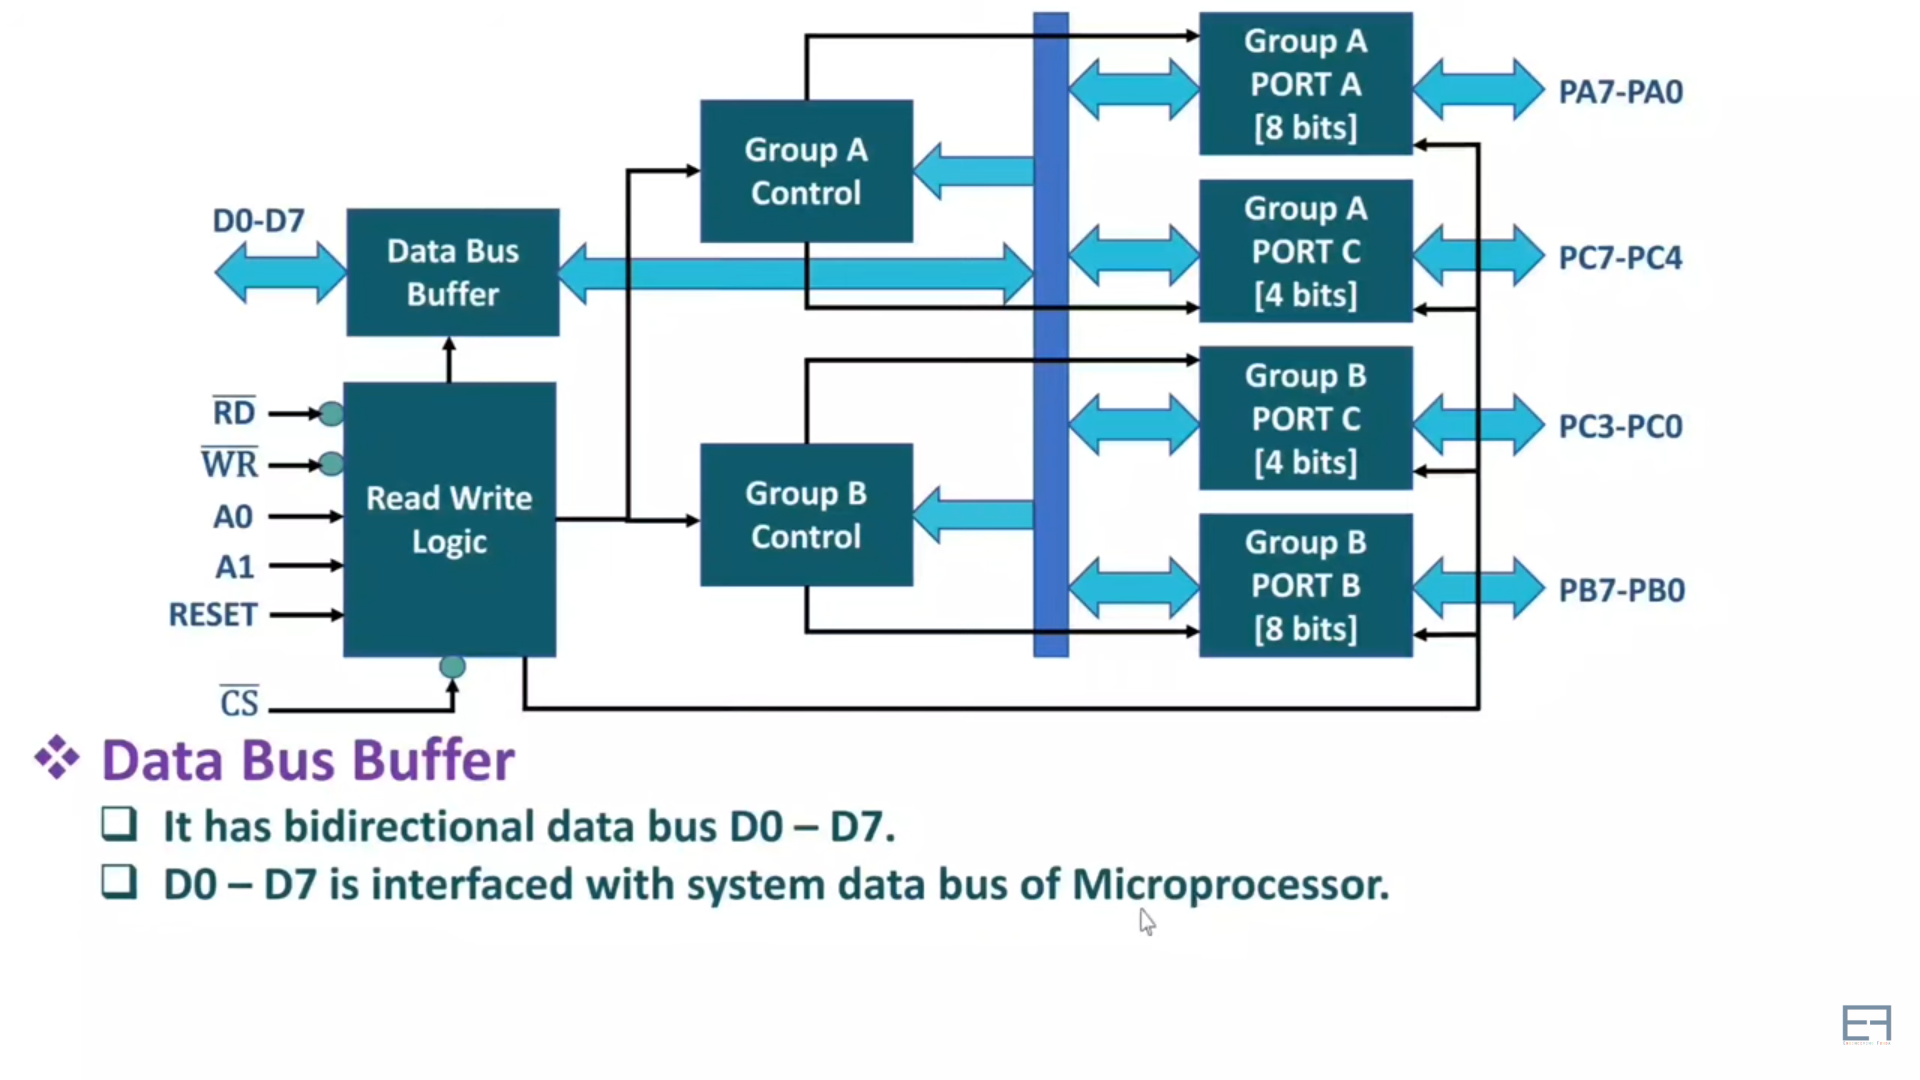 Group A
PORT A
[8 bits]
PA7-PA0
Group A
Control
Group A
PORT C
[4 bits]
PC7-PC4
D0-D7
Data Bus
Buffer
Group B
PORT C
[4 bits]
PC3-PC0
R̅D̅
W̅R̅
A0
A1
RESET
C̅S̅
Read Write
Logic
Group B
Control
Group B
PORT B
[8 bits]
PB7-PB0
❖ Data Bus Buffer
❑ It has bidirectional data bus D0 – D7.
❑ D0 – D7 is interfaced with system data bus of Microprocessor.
EF